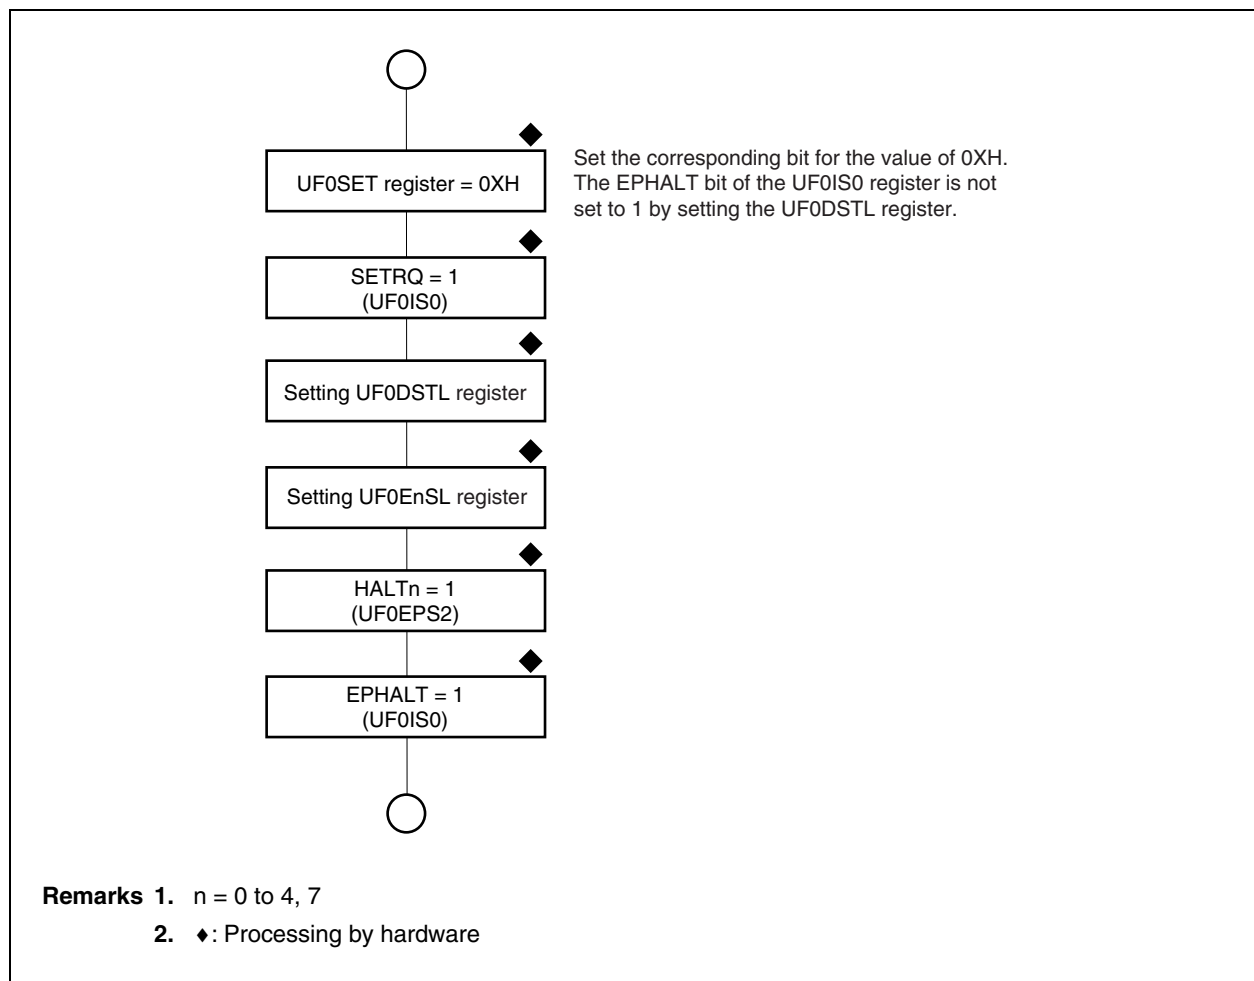 UF0SET register = 0XH
Set the corresponding bit for the value of 0XH.
The EPHALT bit of the UF0IS0 register is not
set to 1 by setting the UF0DSTL register.
SETRQ = 1
(UF0IS0)
Setting UF0DSTL register
Setting UF0EnSL register
HALTn = 1
(UF0EPS2)
EPHALT = 1
(UF0IS0)
Remarks 1. n = 0 to 4, 7
2. ♦: Processing by hardware